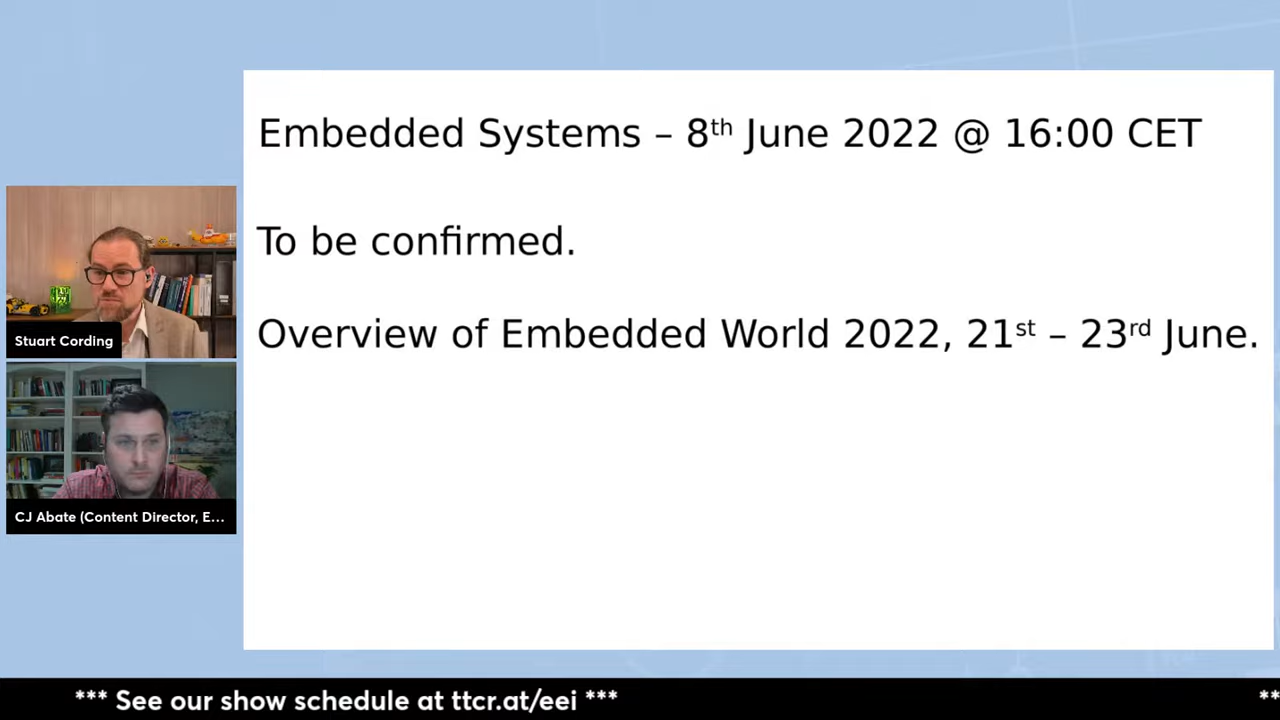 Embedded Systems – 8th June 2022 @ 16:00 CET
To be confirmed.
Overview of Embedded World 2022, 21st – 23rd June.
Stuart Cording
CJ Abate (Content Director, E...
*** See our show schedule at ttcr.at/eei *** **